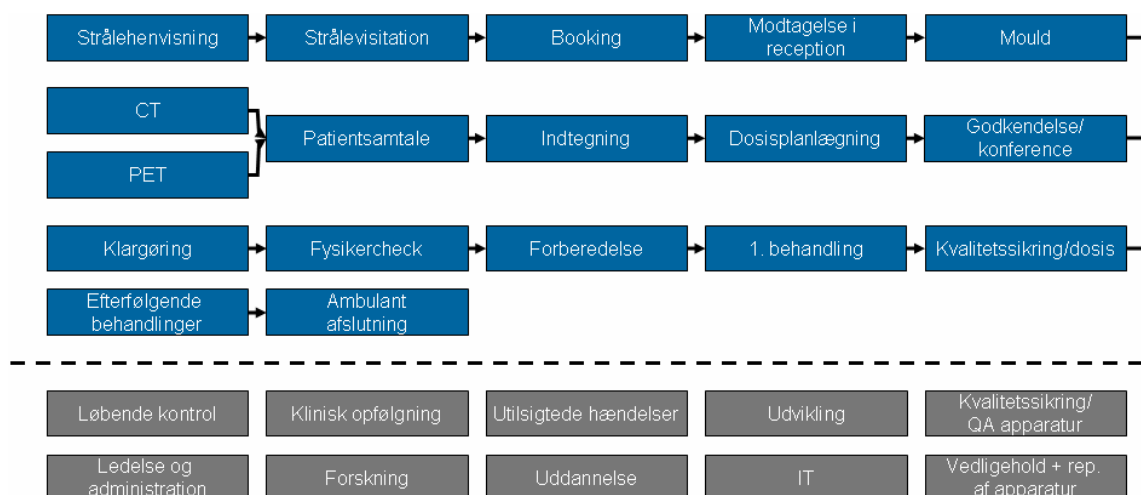 Strålehenvisning
Strålevisitation
Booking
Modtagelse i
reception
Mould
CT
PET
Patientsamtale
Indtegning
Dosisplanlægning
Godkendelse/
konference
Klargøring
Fysikercheck
Forberedelse
1. behandling
Kvalitetssikring/dosis
Efterfølgende
behandlinger
Ambulant
afslutning
Løbende kontrol
Klinisk opfølgning
Utilsigtede hændelser
Udvikling
Kvalitetssikring/
QA apparatur
Ledelse og
administration
Forskning
Uddannelse
IT
Vedligehold + rep.
af apparatur